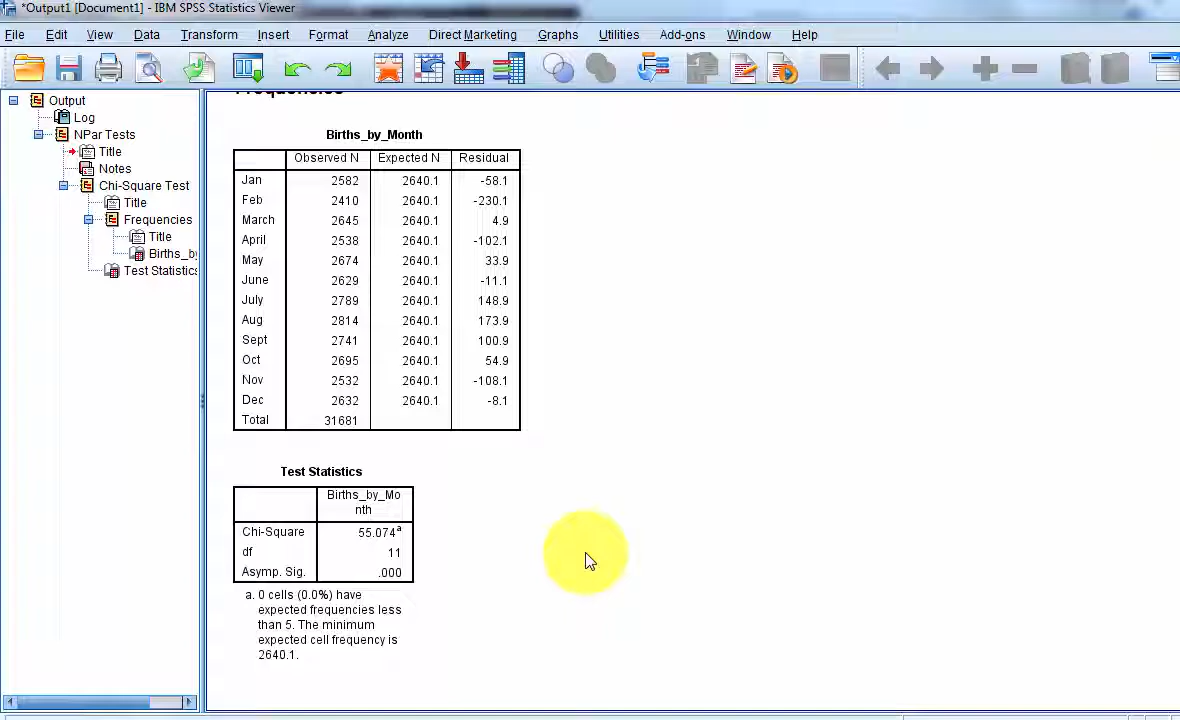 *Output1 [Document1] - IBM SPSS Statistics Viewer
File Edit View Data Transform Insert Format Analyze Direct Marketing Graphs Utilities Add-ons Window Help
Output
Log
NPar Tests
Title
Notes
Chi-Square Test
Title
Frequencies
Title
Births_by
Test Statistics
Frequencies
Births_by_Month
Observed N Expected N Residual
Jan 2582 2640.1 -58.1
Feb 2410 2640.1 -230.1
March 2645 2640.1 4.9
April 2538 2640.1 -102.1
May 2674 2640.1 33.9
June 2629 2640.1 -11.1
July 2789 2640.1 148.9
Aug 2814 2640.1 173.9
Sept 2741 2640.1 100.9
Oct 2695 2640.1 54.9
Nov 2532 2640.1 -108.1
Dec 2632 2640.1 -8.1
Total 31681
Test Statistics
Births_by_Mo
nth
Chi-Square 55.074a
df 11
Asymp. Sig. .000
a. 0 cells (0.0%) have
expected frequencies less
than 5. The minimum
expected cell frequency is
2640.1.